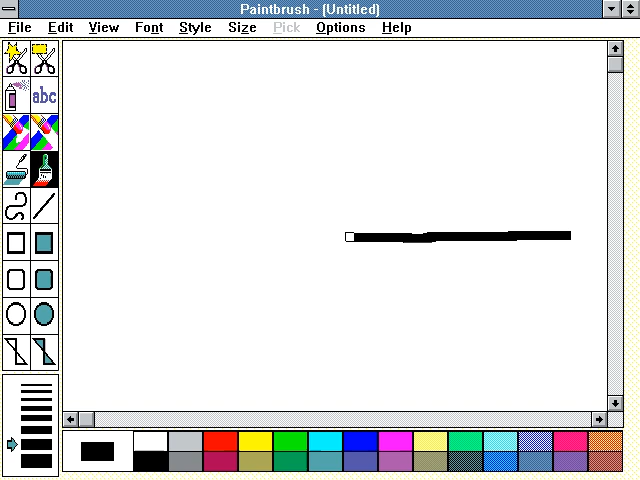 Paintbrush - (Untitled)
File Edit View Font Style Size Pick Options Help
abc